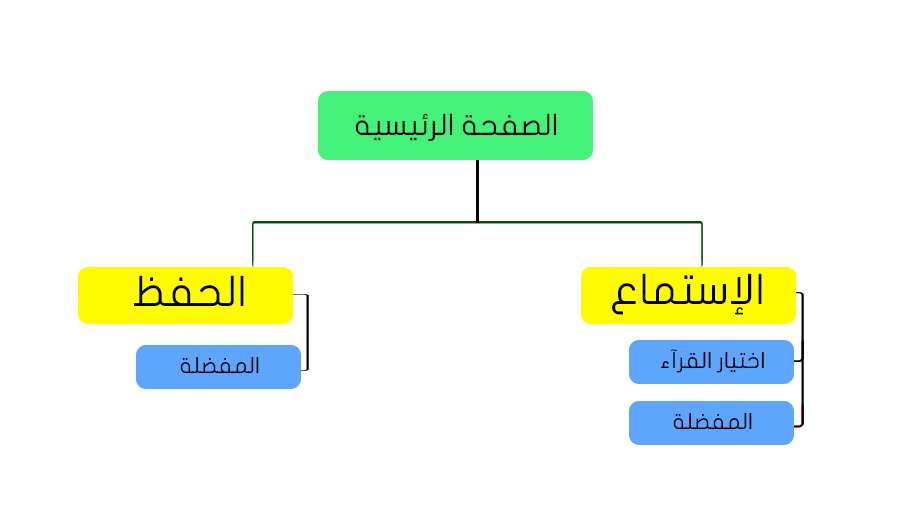 الصفحة الرئيسية
الإستماع
اختيار القرآء
المفضلة
الحفظ
المفضلة